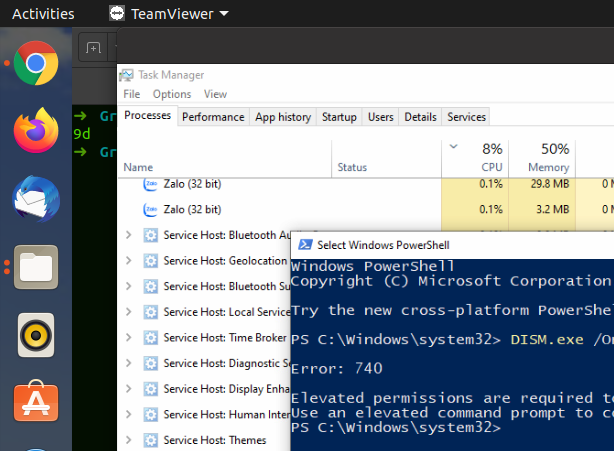 Activities TeamViewer
Task Manager
File Options View
Processes Performance App history Startup Users Details Services
8% 50%
Name Status CPU Memory
Zalo (32 bit) 0.1% 29.8 MB 0 M
Zalo Zalo (32 bit) 0.1% 3.2 MB 0 M
Service Host: Bluetooth
Service Host: Geolocation
Service Host: Bluetooth Su
Service Host: Local Service
Service Host: Time Broker
Service Host: Diagnostic Se
Service Host: Display Enha
Service Host: Human Inter
Service Host: Themes
➜ Gr
9d
➜ Gr
Select Windows PowerShell
Windows PowerShell
Copyright (C) Microsoft Corporation
Try the new cross-platform PowerShel
PS C:\Windows\system32> DISM.exe /On
Error: 740
Elevated permissions are required to
Use an elevated command prompt to co
PS C:\Windows\system32>